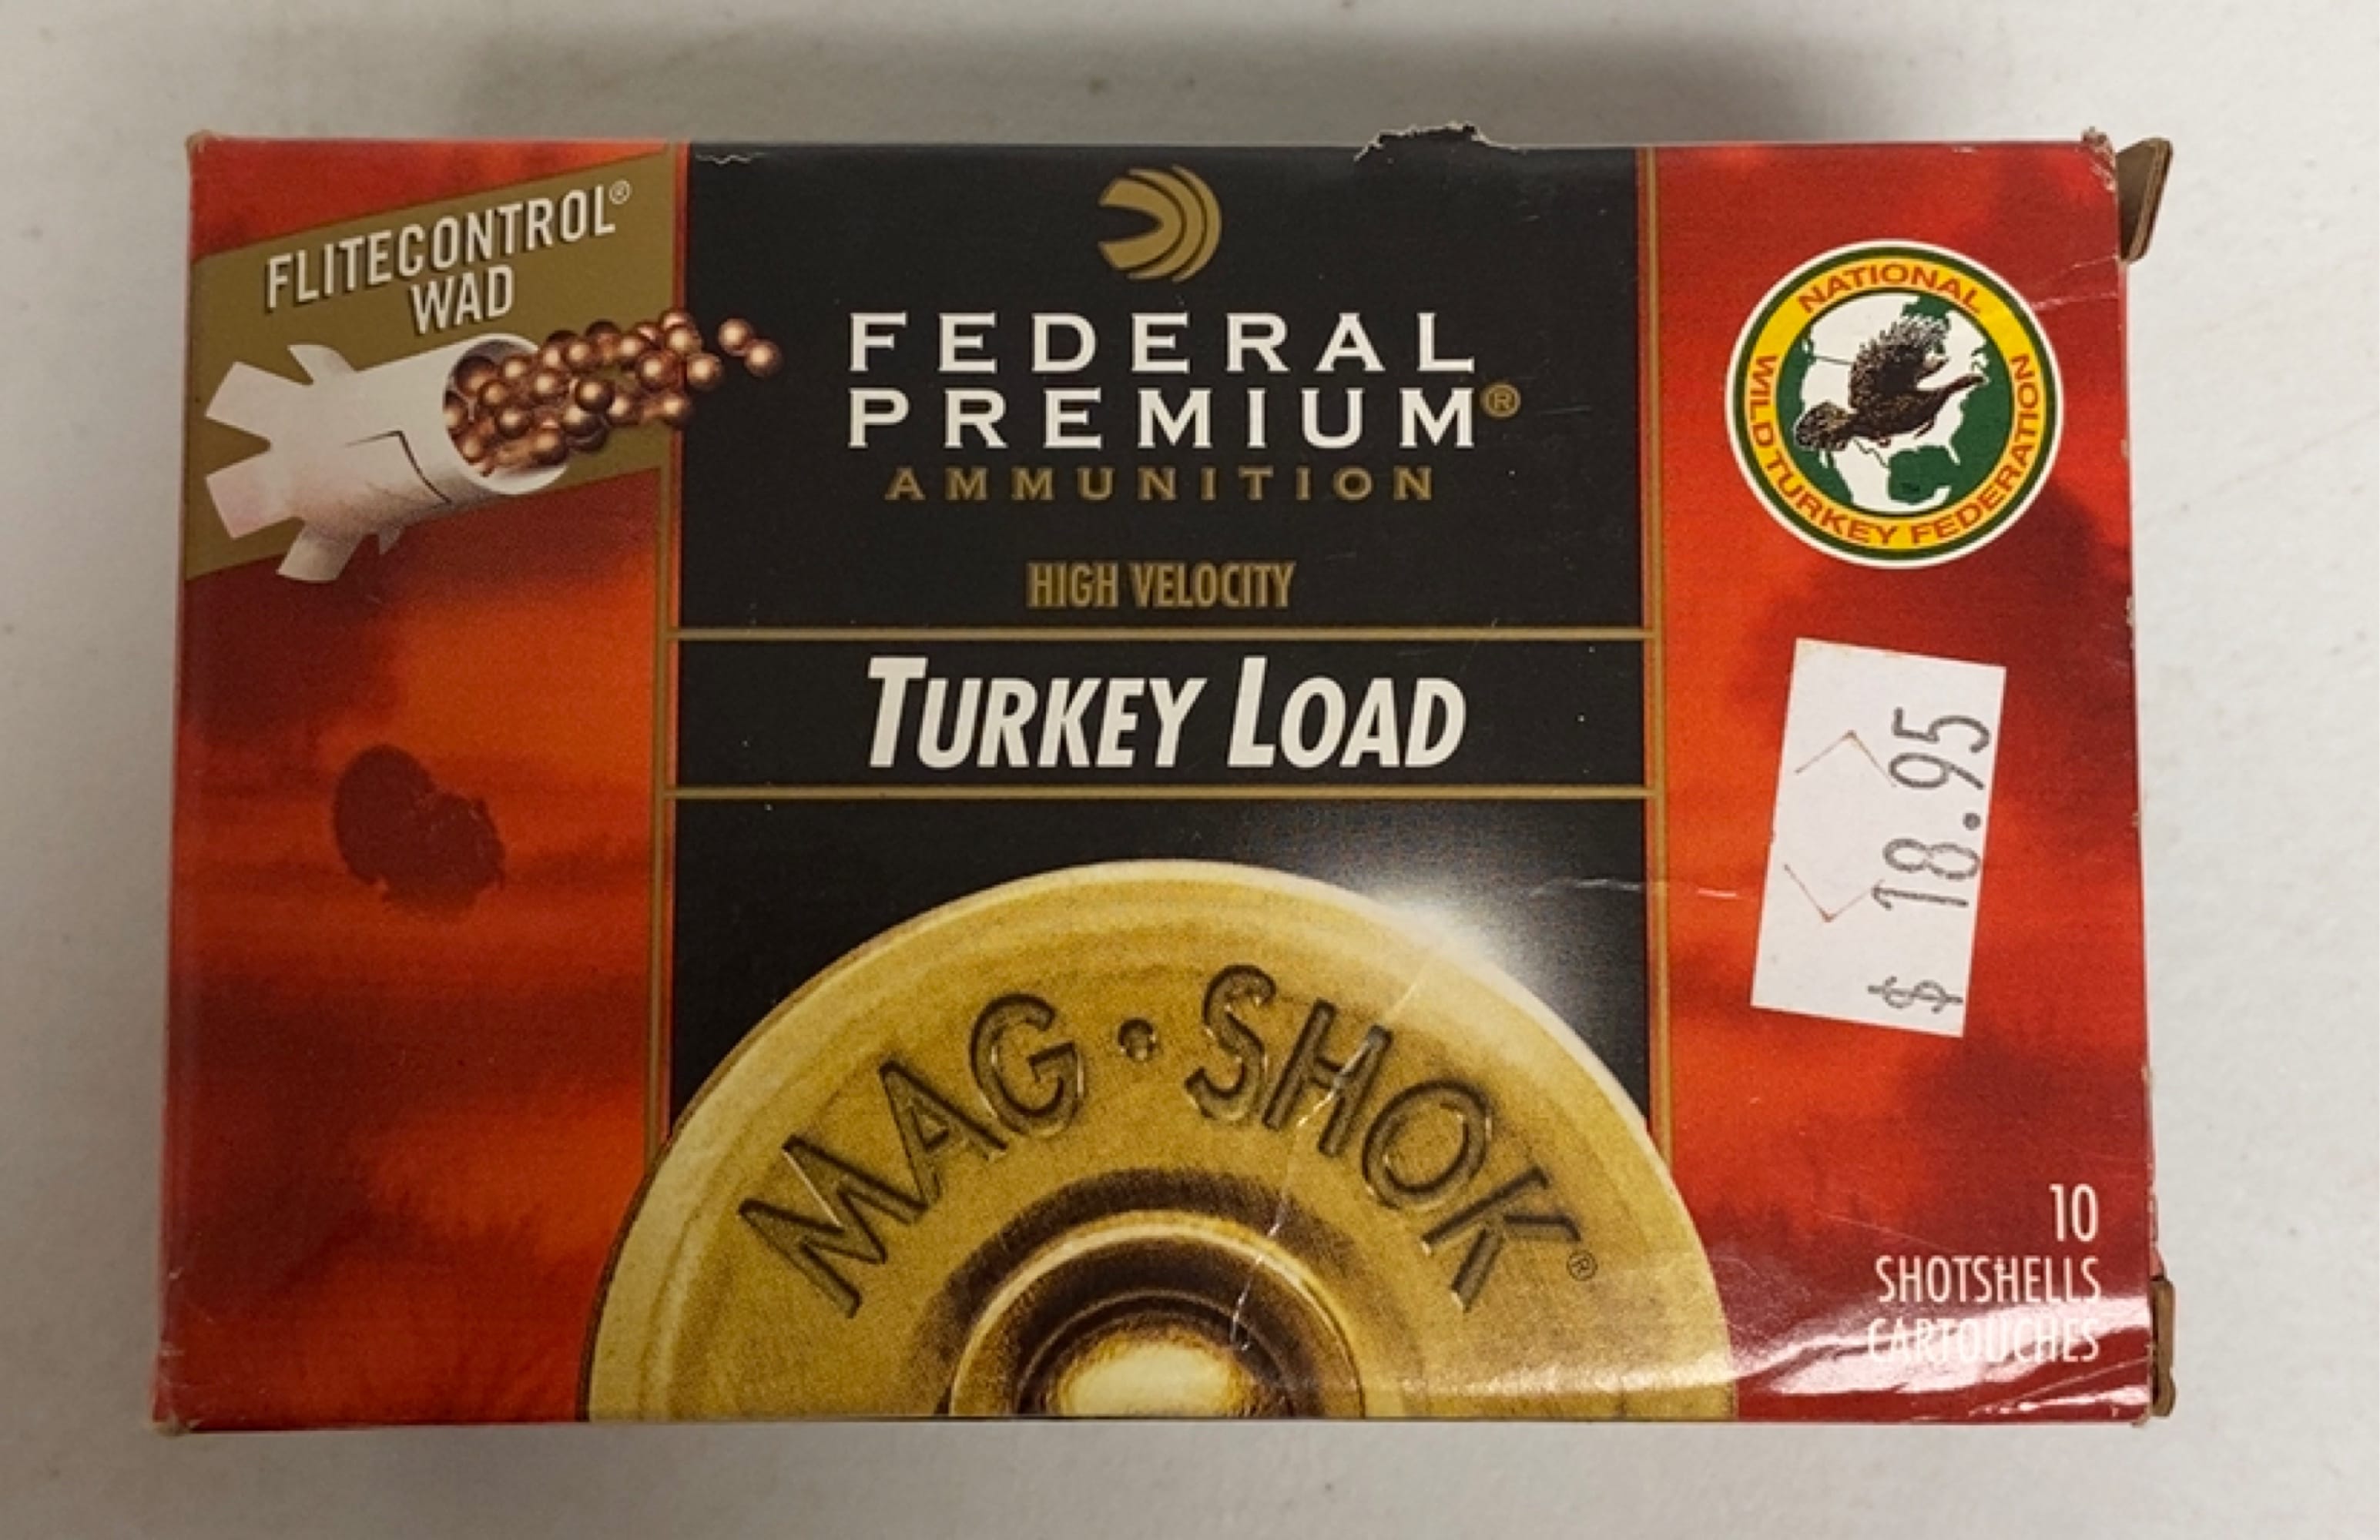 FLITECONTROL®
WAD
FEDERAL
PREMIUM®
AMMUNITION
HIGH VELOCITY
TURKEY LOAD
MAG·SHOK®
NATIONAL
WILD TURKEY FEDERATION
$ 18.95
10
SHOTSHELLS
CARTOUCHES